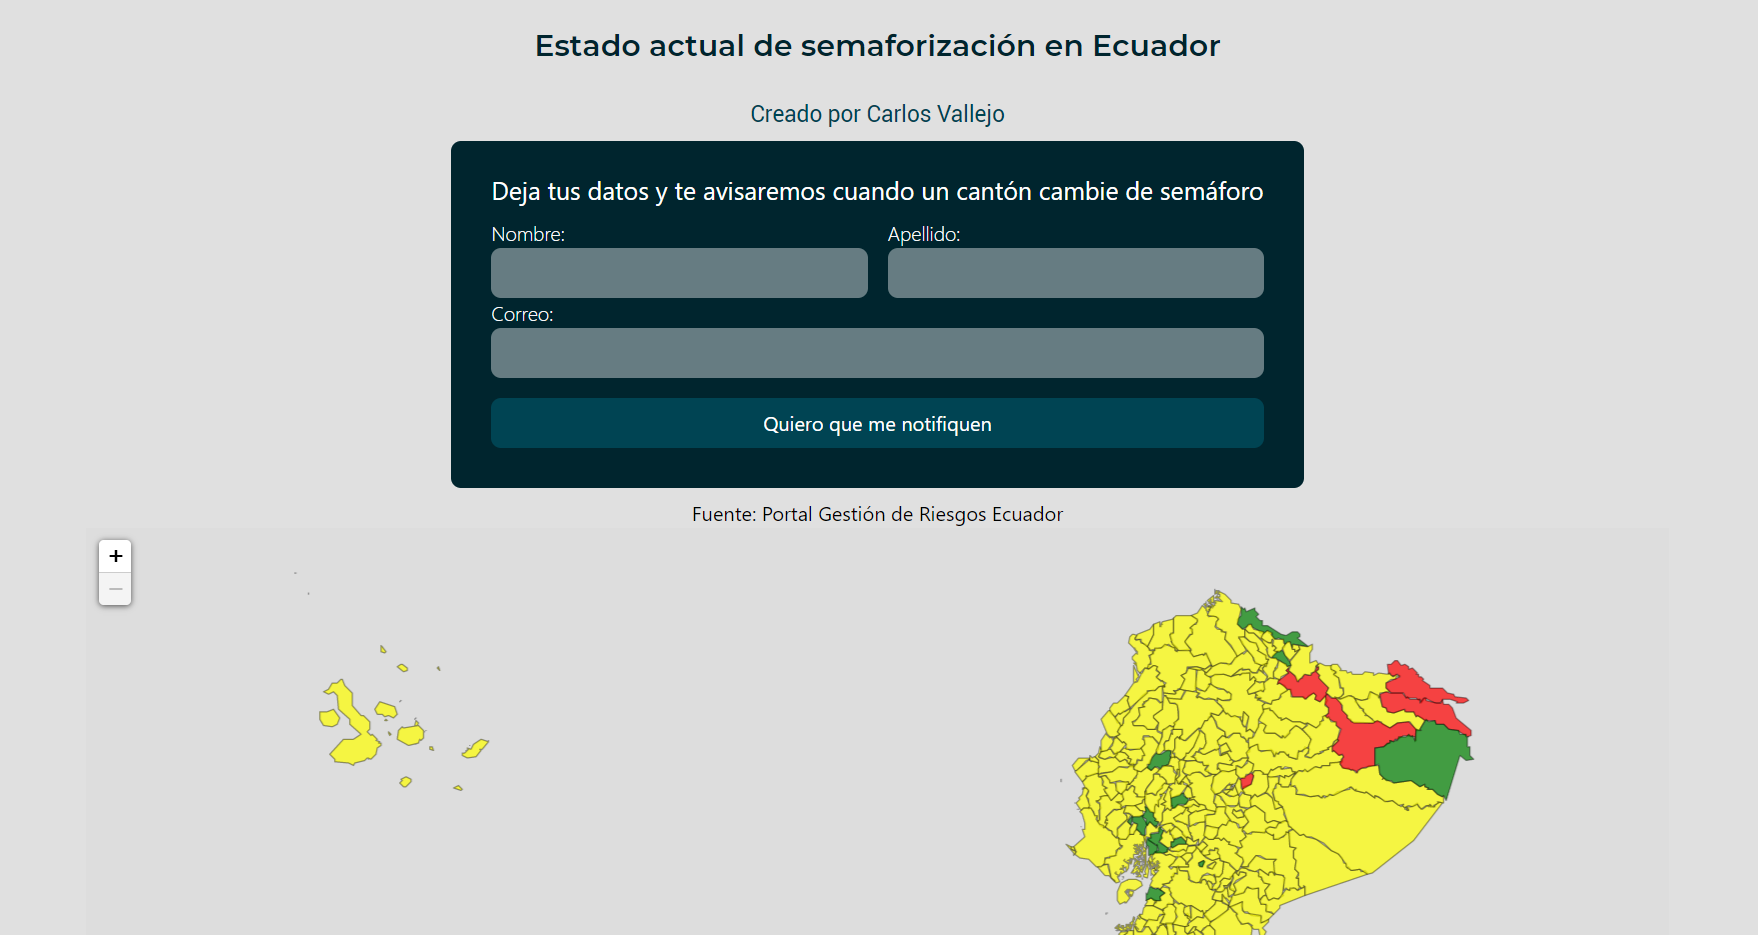 Estado actual de semaforización en Ecuador
Creado por Carlos Vallejo
Deja tus datos y te avisaremos cuando un cantón cambie de semáforo
Nombre:
Apellido:
Correo:
Quiero que me notifiquen
Fuente: Portal Gestión de Riesgos Ecuador
+
−